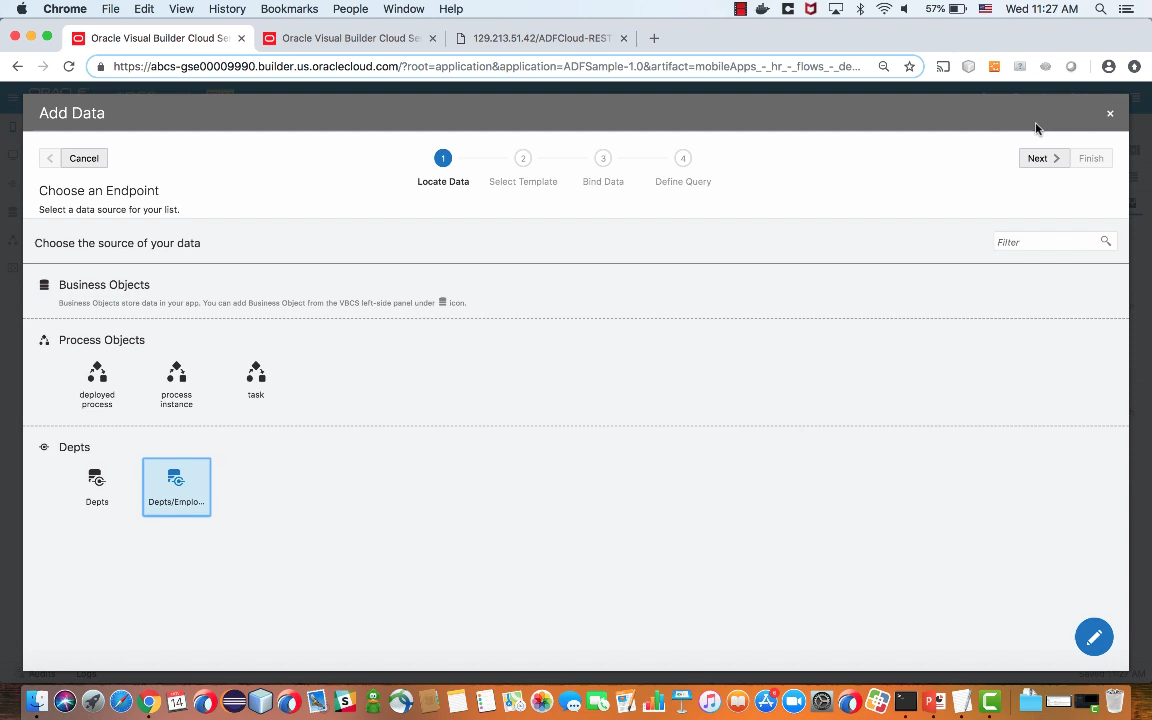 Chrome File Edit View History Bookmarks People Window Help 57% Wed 11:27 AM
Oracle Visual Builder Cloud Se Oracle Visual Builder Cloud Se 129.213.51.42/ADFCloud-REST
https://abcs-gse00009990.builder.us.oraclecloud.com/?root=application&application=ADFSample-1.0&artifact=mobileApps_-_hr_-_flows_-_de...
Add Data
Cancel 1 2 3 4 Next Finish
Locate Data Select Template Bind Data Define Query
Choose an Endpoint
Select a data source for your list.
Choose the source of your data Filter
Business Objects
Business Objects store data in your app. You can add Business Object from the VBCS left-side panel under icon.
Process Objects
deployed process instance task
process
Depts
Depts Depts/Emplo...
Audits Logs Saved 11:27 AM